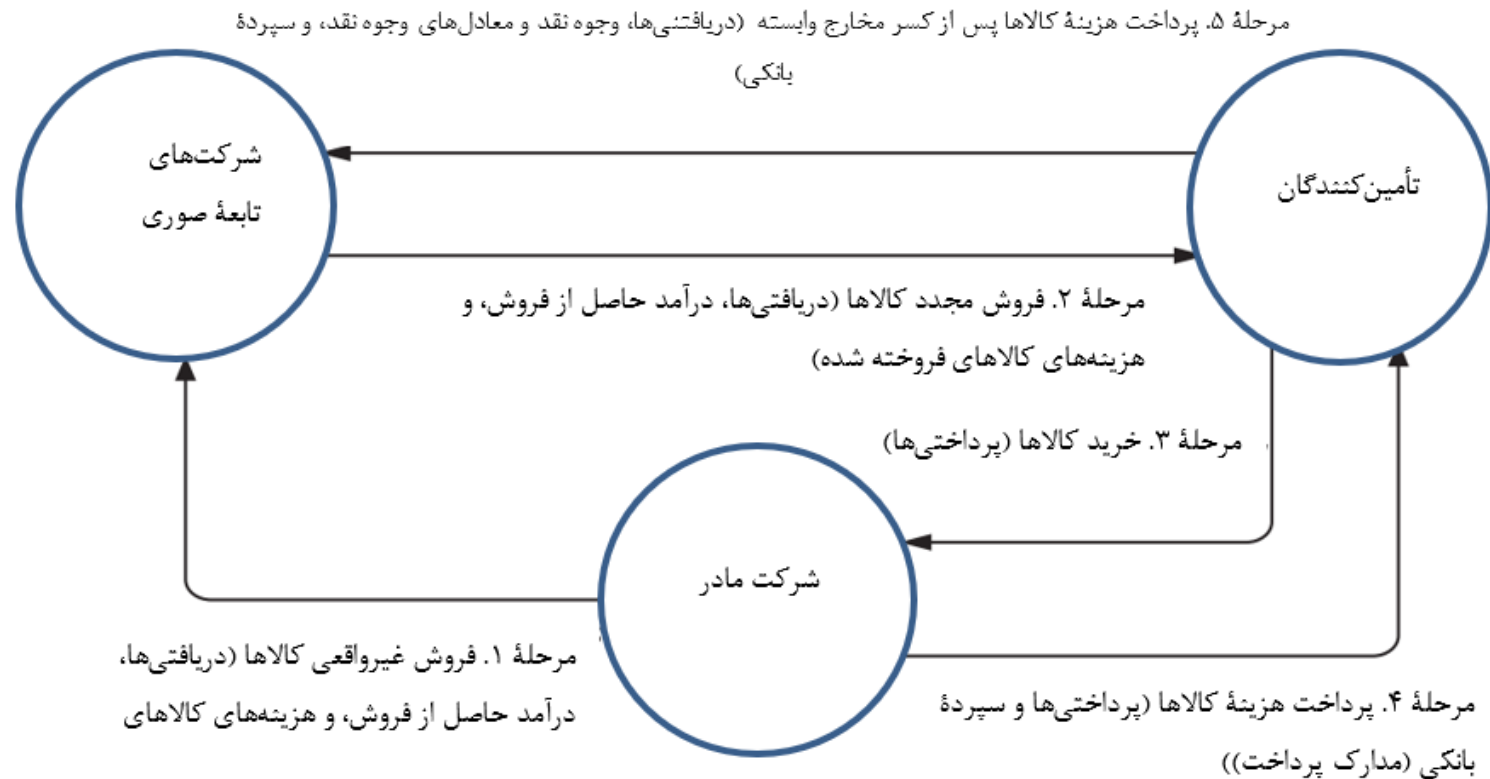 مرحلهٔ ۵. پرداخت هزینهٔ کالاها پس از کسر مخارج وابسته (دریافتنی‌ها، وجوه نقد و معادل‌های وجوه نقد، و سپردهٔ
بانکی)
شرکت‌های
تابعهٔ صوری
تأمین‌کنندگان
مرحلهٔ ۲. فروش مجدد کالاها (دریافتی‌ها، درآمد حاصل از فروش، و
هزینه‌های کالاهای فروخته شده)
مرحلهٔ ۳. خرید کالاها (پرداختی‌ها)
شرکت مادر
مرحلهٔ ۱. فروش غیرواقعی کالاها (دریافتی‌ها،
درآمد حاصل از فروش، و هزینه‌های کالاهای
مرحلهٔ ۴. پرداخت هزینهٔ کالاها (پرداختی‌ها و سپردهٔ
بانکی (مدارک پرداخت))